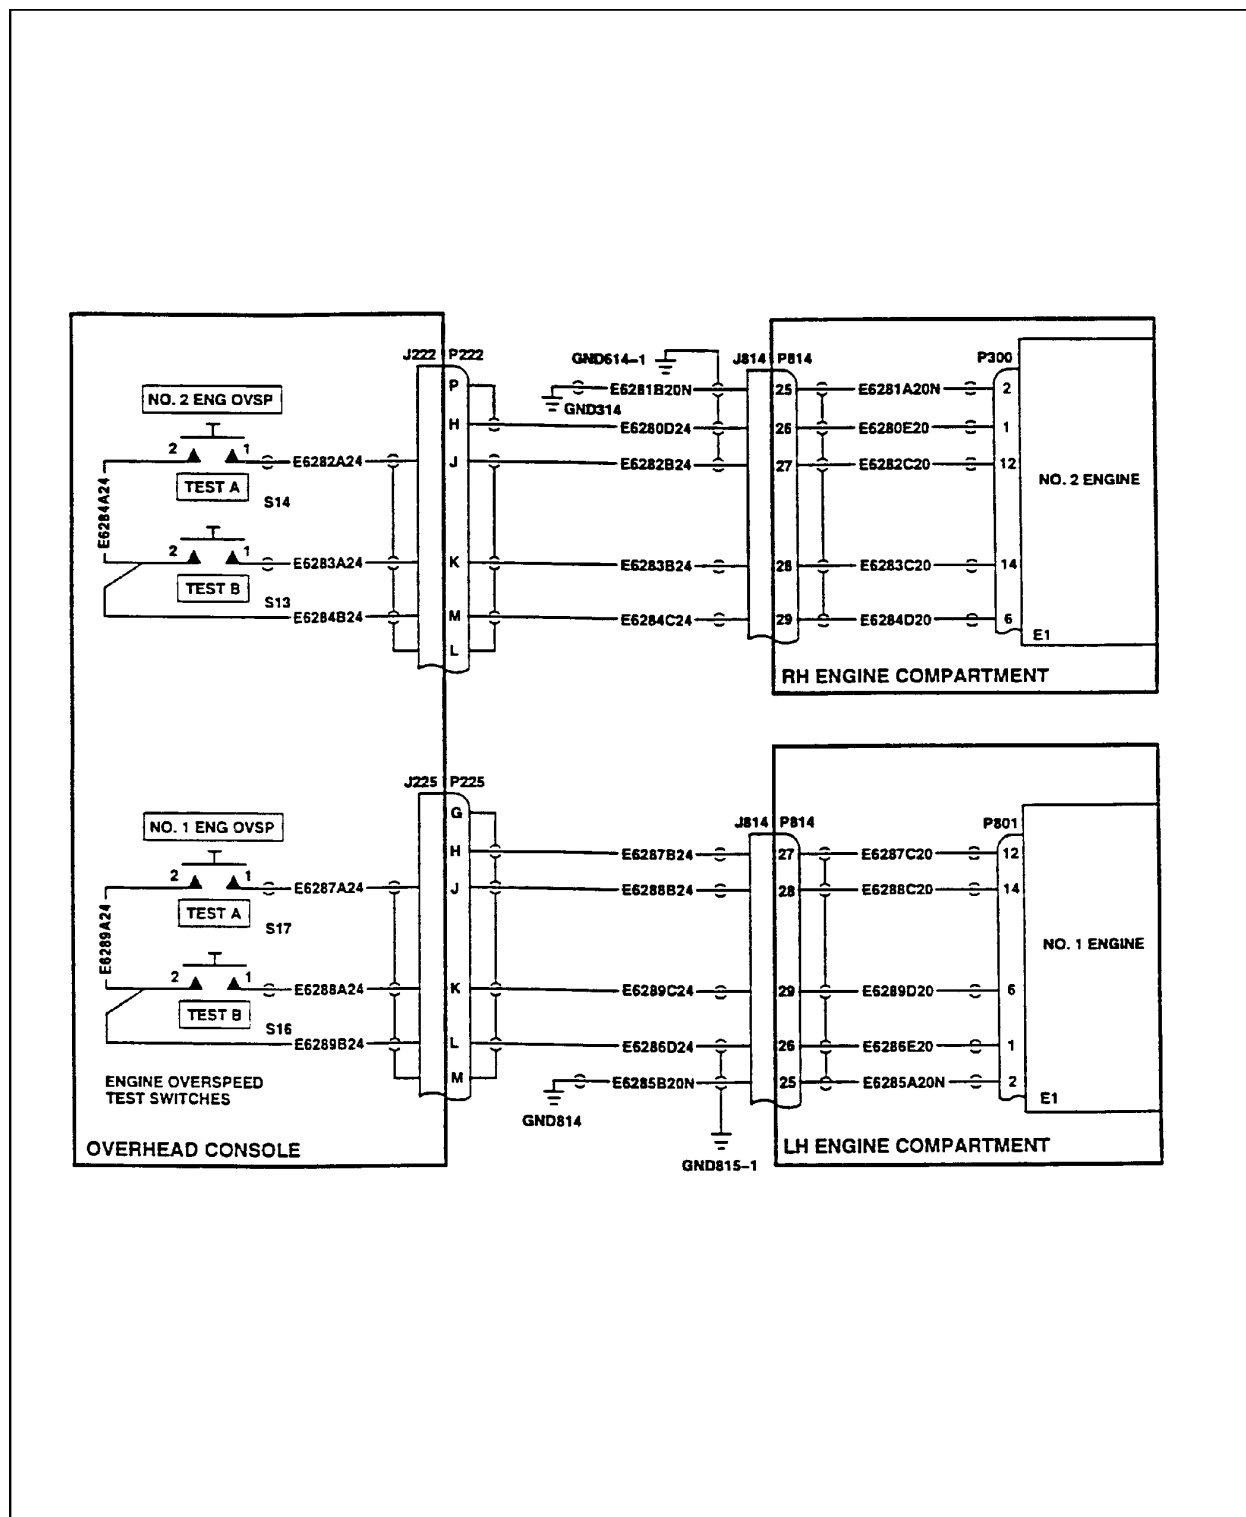 J222 P222
GND614-1
J814 P814
P300
NO. 2 ENG OVSP
P
GND314
E6281B20N
25
E6281A20N
2
H
E6280D24
26
E6280E20
1
2
1
E6282A24
J
E6282B24
27
E6282C20
12
NO. 2 ENGINE
TEST A
S14
E6284A24
2
1
E6283A24
K
E6283B24
28
E6283C20
14
TEST B
S13
E6284B24
M
E6284C24
29
E6284D20
6
E1
L
RH ENGINE COMPARTMENT
J225 P225
G
J814 P814
P801
NO. 1 ENG OVSP
H
E6287B24
27
E6287C20
12
2
1
E6287A24
J
E6288B24
28
E6288C20
14
TEST A
S17
E6289A24
NO. 1 ENGINE
2
1
E6288A24
K
E6289C24
29
E6289D20
6
TEST B
S16
E6289B24
L
E6286D24
26
E6286E20
1
M
GND814
E6285B20N
25
E6285A20N
2
E1
ENGINE OVERSPEED
TEST SWITCHES
GND815-1
OVERHEAD CONSOLE
LH ENGINE COMPARTMENT